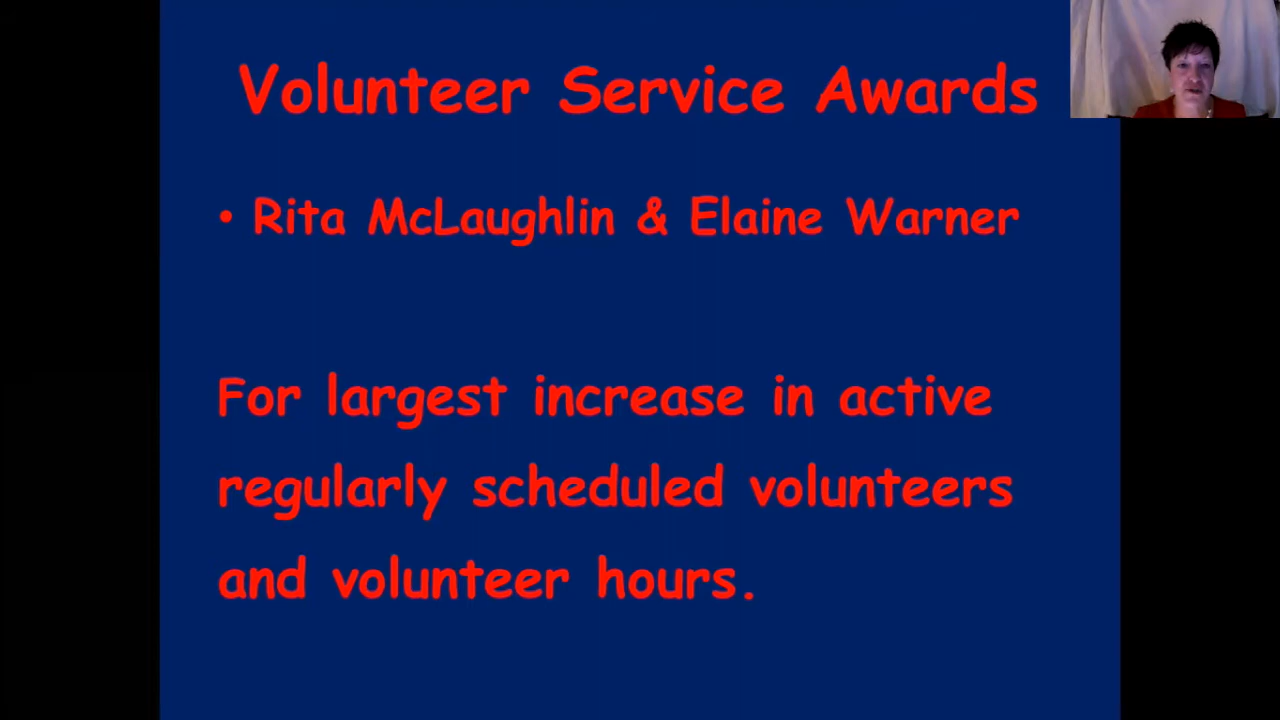 Volunteer Service Awards
• Rita McLaughlin & Elaine Warner
For largest increase in active
regularly scheduled volunteers
and volunteer hours.